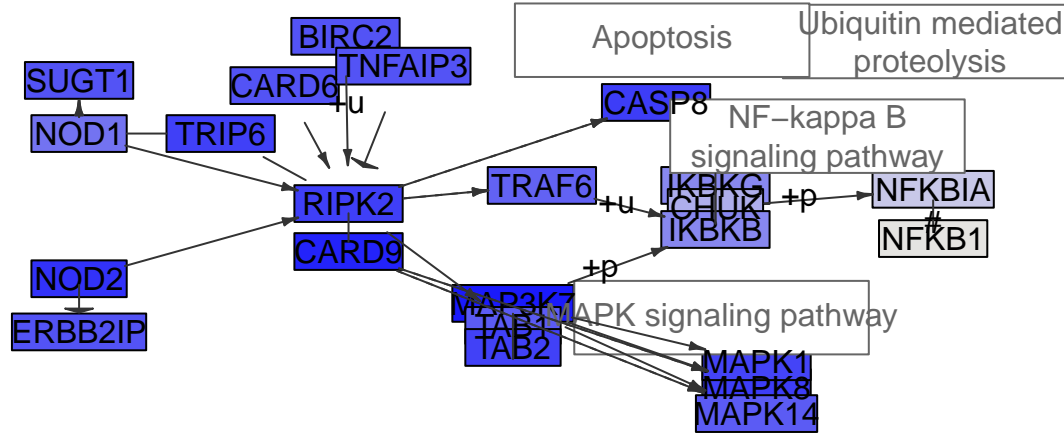 Apoptosis
Ubiquitin mediated
proteolysis
BIRC2
TNFAIP3
CARD6
+u
SUGT1
NOD1
TRIP6
CASP8
NF−kappa B
signaling pathway
RIPK2
TRAF6
+u
IKBKG
CHUK
IKBKB
+p
NFKBIA
#
NFKB1
CARD9
NOD2
ERBB2IP
+p
MAP3K7
TAB1
TAB2
MAPK signaling pathway
MAPK1
MAPK8
MAPK14